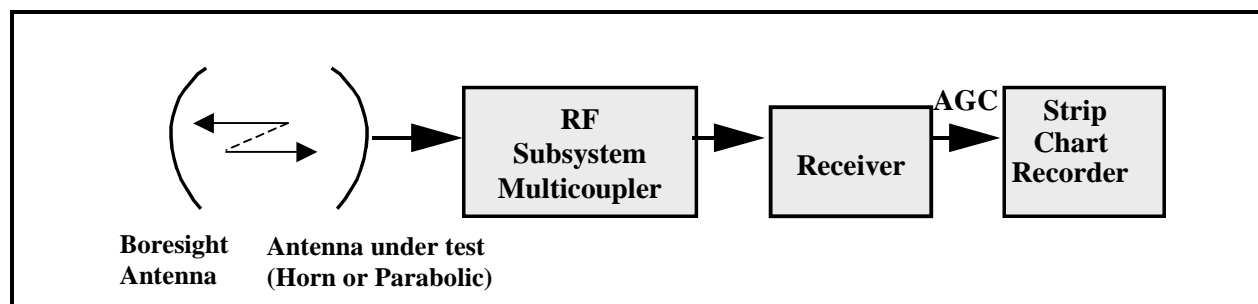 RF
Subsystem
Multicoupler
Receiver
AGC
Strip
Chart
Recorder
Boresight
Antenna
Antenna under test
(Horn or Parabolic)